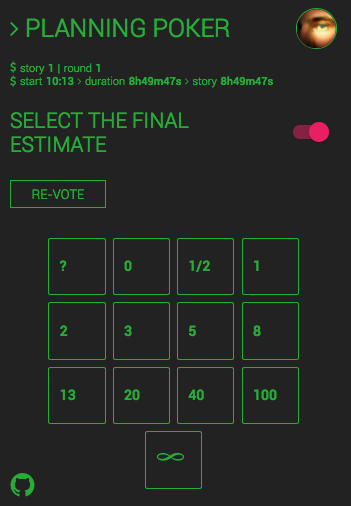 > PLANNING POKER
$ story 1 | round 1
$ start 10:13 > duration 8h49m47s > story 8h49m47s
SELECT THE FINAL
ESTIMATE
RE-VOTE
? 0 1/2 1
2 3 5 8
13 20 40 100
∞